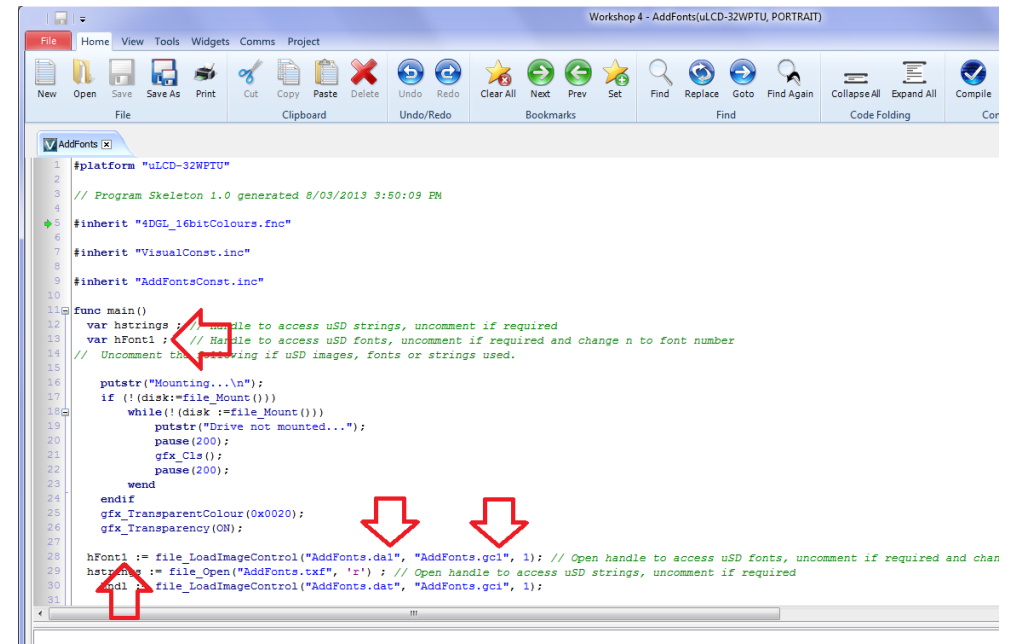 Workshop 4 - AddFonts(uLCD-32WPTU, PORTRAIT)
File Home View Tools Widgets Comms Project
New Open Save Save As Print Cut Copy Paste Delete Undo Redo Clear All Next Prev Set Find Replace Goto Find Again Collapse All Expand All Compile
File Clipboard Undo/Redo Bookmarks Find Code Folding
AddFonts
1 #platform "uLCD-32WPTU"
2
3 // Program Skeleton 1.0 generated 8/03/2013 3:50:09 PM
4
5 #inherit "4DGL_16bitColours.fnc"
6
7 #inherit "VisualConst.inc"
8
9 #inherit "AddFontsConst.inc"
10
11 func main()
12 var hstrings ; // Handle to access uSD strings, uncomment if required
13 var hFont1 ; // Handle to access uSD fonts, uncomment if required and change n to font number
14 // Uncomment the following if uSD images, fonts or strings used.
15
16 putstr("Mounting...\n");
17 if (!(disk:=file_Mount()))
18 while(!(disk :=file_Mount()))
19 putstr("Drive not mounted...");
20 pause(200);
21 gfx_Cls();
22 pause(200);
23 wend
24 endif
25 gfx_TransparentColour(0x0020);
26 gfx_Transparency(ON);
27
28 hFont1 := file_LoadImageControl("AddFonts.da1", "AddFonts.gc1", 1); // Open handle to access uSD fonts, uncomment if required and chan
29 hstrings := file_Open("AddFonts.txf", 'r') ; // Open handle to access uSD strings, uncomment if required
30 := file_LoadImageControl("AddFonts.dat", "AddFonts.gci", 1);
31